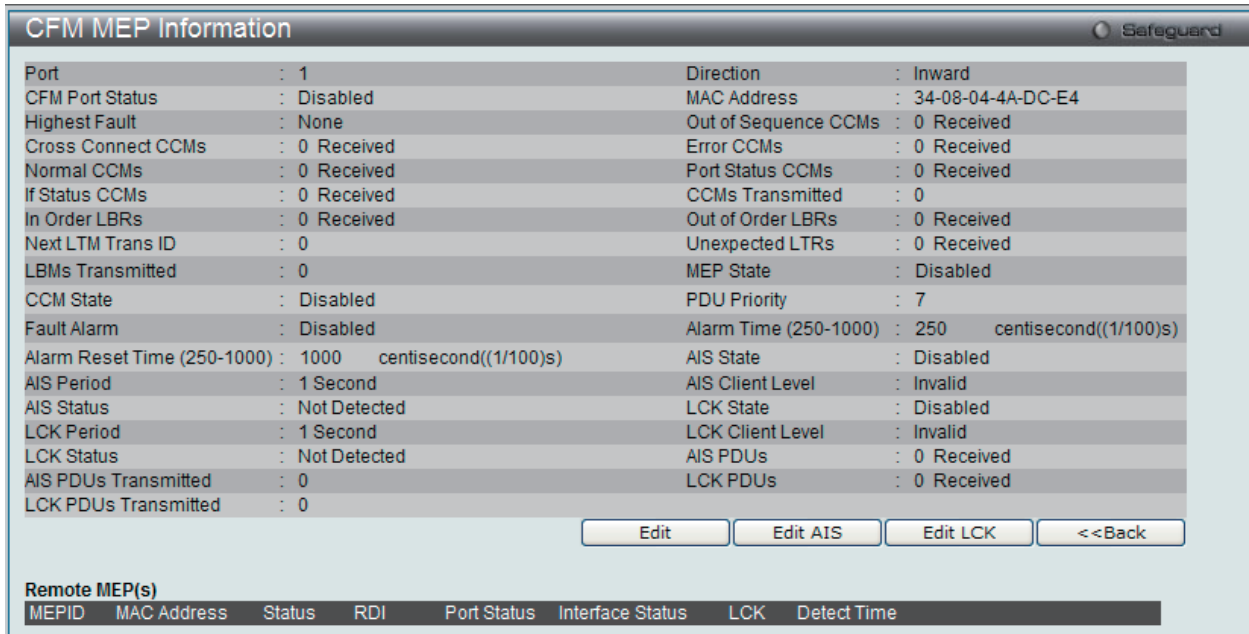 CFM MEP Information Safeguard
Port : 1 Direction : Inward
CFM Port Status : Disabled MAC Address : 34-08-04-4A-DC-E4
Highest Fault : None Out of Sequence CCMs : 0 Received
Cross Connect CCMs : 0 Received Error CCMs : 0 Received
Normal CCMs : 0 Received Port Status CCMs : 0 Received
If Status CCMs : 0 Received CCMs Transmitted : 0
In Order LBRs : 0 Received Out of Order LBRs : 0 Received
Next LTM Trans ID : 0 Unexpected LTRs : 0 Received
LBMs Transmitted : 0 MEP State : Disabled
CCM State : Disabled PDU Priority : 7
Fault Alarm : Disabled Alarm Time (250-1000) : 250 centisecond((1/100)s)
Alarm Reset Time (250-1000) : 1000 centisecond((1/100)s) AIS State : Disabled
AIS Period : 1 Second AIS Client Level : Invalid
AIS Status : Not Detected LCK State : Disabled
LCK Period : 1 Second LCK Client Level : Invalid
LCK Status : Not Detected AIS PDUs : 0 Received
AIS PDUs Transmitted : 0 LCK PDUs : 0 Received
LCK PDUs Transmitted : 0
Edit Edit AIS Edit LCK <<Back
Remote MEP(s)
MEPID MAC Address Status RDI Port Status Interface Status LCK Detect Time